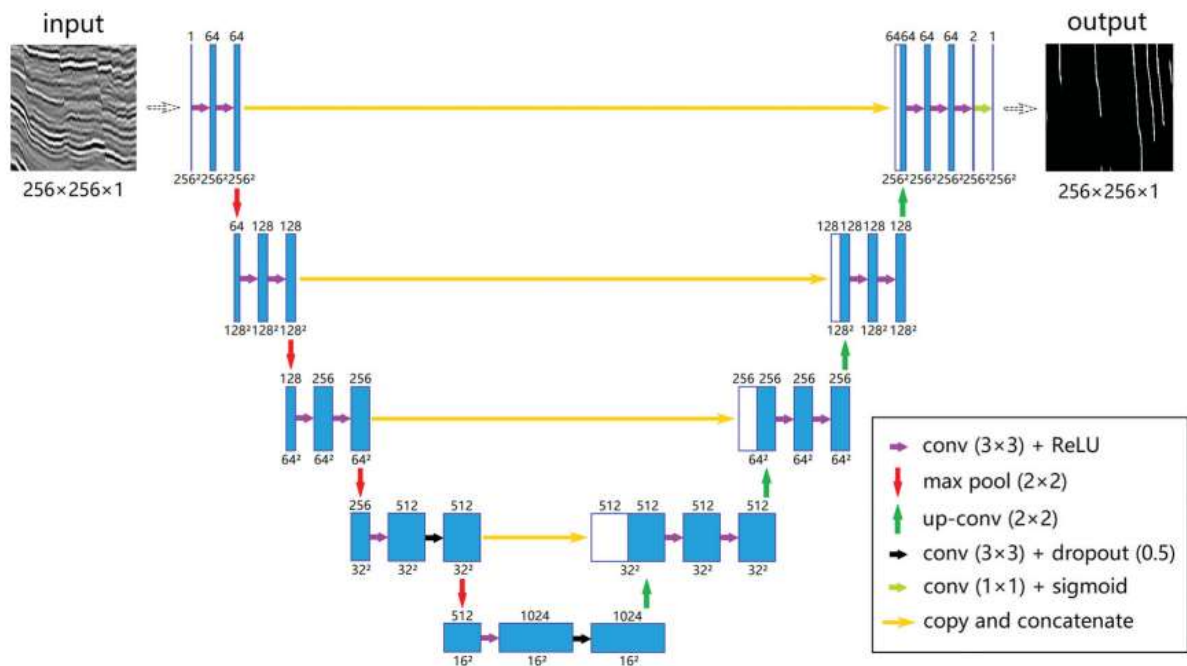 input
output
1 64 64
64 64 64 64 2 1
256² 256² 256²
256² 256² 256² 256² 256²
256×256×1
256×256×1
64 128 128
128 128 128 128
128² 128² 128²
128² 128² 128²
128 256 256
256 256 256 256
64² 64² 64²
64² 64² 64²
256 512 512
512 512 512 512
32² 32² 32²
32² 32² 32²
512 1024 1024
16² 16² 16²
conv (3×3) + ReLU
max pool (2×2)
up-conv (2×2)
conv (3×3) + dropout (0.5)
conv (1×1) + sigmoid
copy and concatenate